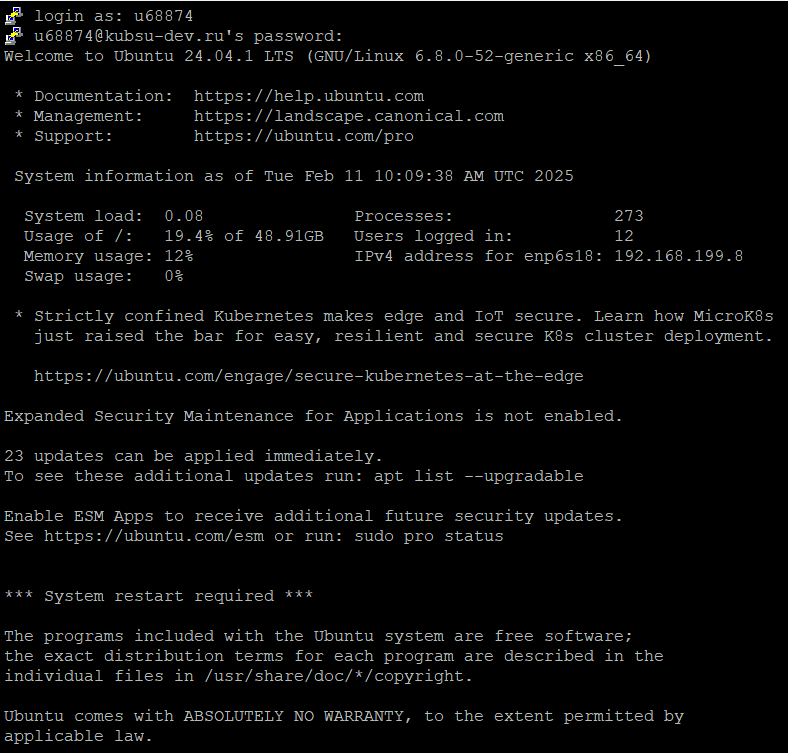 login as: u68874
u68874@kubsu-dev.ru's password:
Welcome to Ubuntu 24.04.1 LTS (GNU/Linux 6.8.0-52-generic x86_64)
* Documentation:  https://help.ubuntu.com
* Management:     https://landscape.canonical.com
* Support:        https://ubuntu.com/pro
System information as of Tue Feb 11 10:09:38 AM UTC 2025
System load:  0.08               Processes:                273
Usage of /:   19.4% of 48.91GB   Users logged in:          12
Memory usage: 12%                IPv4 address for enp6s18: 192.168.199.8
Swap usage:   0%
* Strictly confined Kubernetes makes edge and IoT secure. Learn how MicroK8s
just raised the bar for easy, resilient and secure K8s cluster deployment.
https://ubuntu.com/engage/secure-kubernetes-at-the-edge
Expanded Security Maintenance for Applications is not enabled.
23 updates can be applied immediately.
To see these additional updates run: apt list --upgradable
Enable ESM Apps to receive additional future security updates.
See https://ubuntu.com/esm or run: sudo pro status
*** System restart required ***
The programs included with the Ubuntu system are free software;
the exact distribution terms for each program are described in the
individual files in /usr/share/doc/*/copyright.
Ubuntu comes with ABSOLUTELY NO WARRANTY, to the extent permitted by
applicable law.